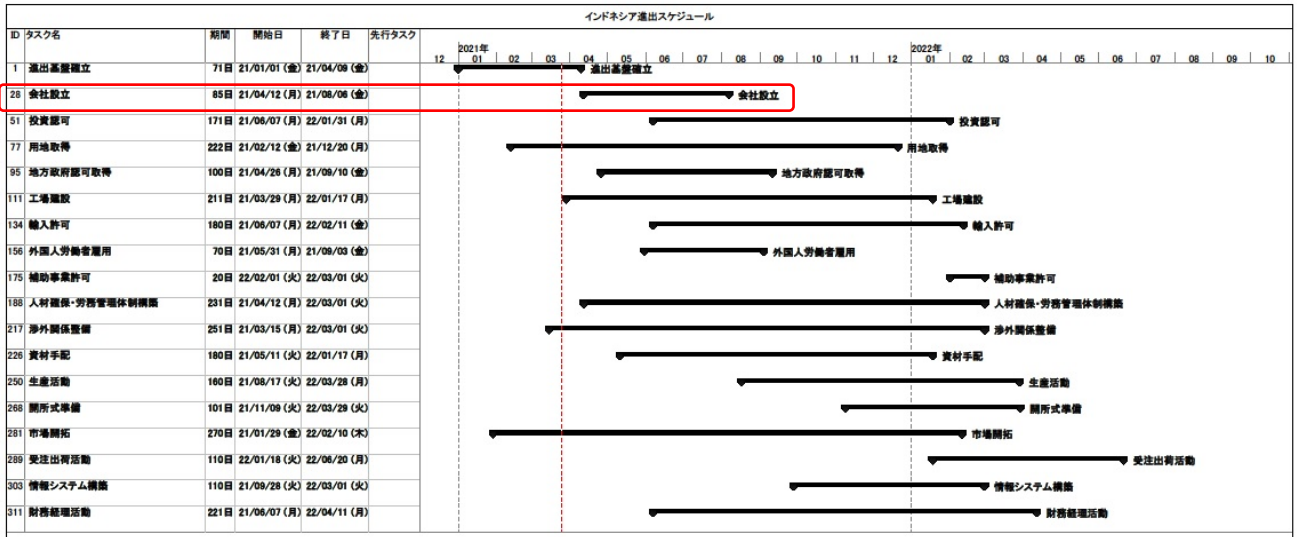 インドネシア進出スケジュール
ID タスク名 期間 開始日 終了日 先行タスク
2021年 2022年
12 01 02 03 04 05 06 07 08 09 10 11 12 01 02 03 04 05 06 07 08 09 10
1 進出基盤確立 71日 21/01/01 (金) 21/04/09 (金) 進出基盤確立
28 会社設立 85日 21/04/12 (月) 21/08/06 (金) 会社設立
51 投資認可 171日 21/06/07 (月) 22/01/31 (月) 投資認可
77 用地取得 222日 21/02/12 (金) 21/12/20 (月) 用地取得
95 地方政府認可取得 100日 21/04/26 (月) 21/09/10 (金) 地方政府認可取得
111 工場建設 211日 21/03/29 (月) 22/01/17 (月) 工場建設
134 輸入許可 180日 21/06/07 (月) 22/02/11 (金) 輸入許可
156 外国人労働者雇用 70日 21/05/31 (月) 21/09/03 (金) 外国人労働者雇用
175 補助事業許可 20日 22/02/01 (火) 22/03/01 (火) 補助事業許可
188 人材確保・労務管理体制構築 231日 21/04/12 (月) 22/03/01 (火) 人材確保・労務管理体制構築
217 渉外関係整備 251日 21/03/15 (月) 22/03/01 (火) 渉外関係整備
226 資材手配 180日 21/05/11 (火) 22/01/17 (月) 資材手配
250 生産活動 160日 21/08/17 (火) 22/03/28 (月) 生産活動
268 開所式準備 101日 21/11/09 (火) 22/03/29 (火) 開所式準備
281 市場開拓 270日 21/01/29 (金) 22/02/10 (木) 市場開拓
289 受注出荷活動 110日 22/01/18 (火) 22/06/20 (月) 受注出荷活動
303 情報システム構築 110日 21/09/28 (火) 22/03/01 (火) 情報システム構築
311 財務経理活動 221日 21/06/07 (月) 22/04/11 (月) 財務経理活動